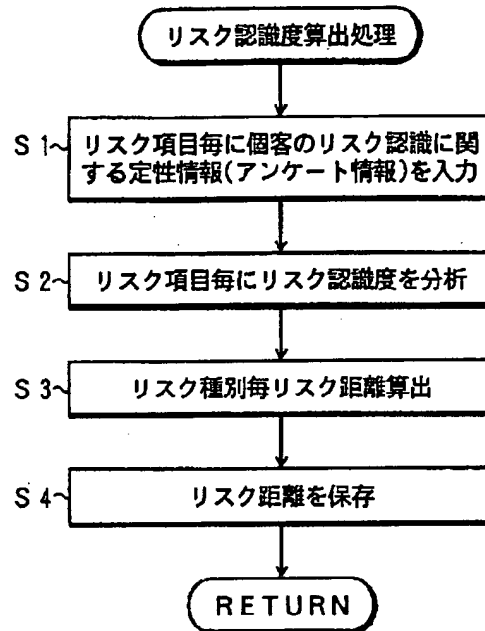 リスク認識度算出処理
S1~ リスク項目毎に個客のリスク認識に関
する定性情報(アンケート情報)を入力
S2~ リスク項目毎にリスク認識度を分析
S3~ リスク種別毎リスク距離算出
S4~ リスク距離を保存
RETURN